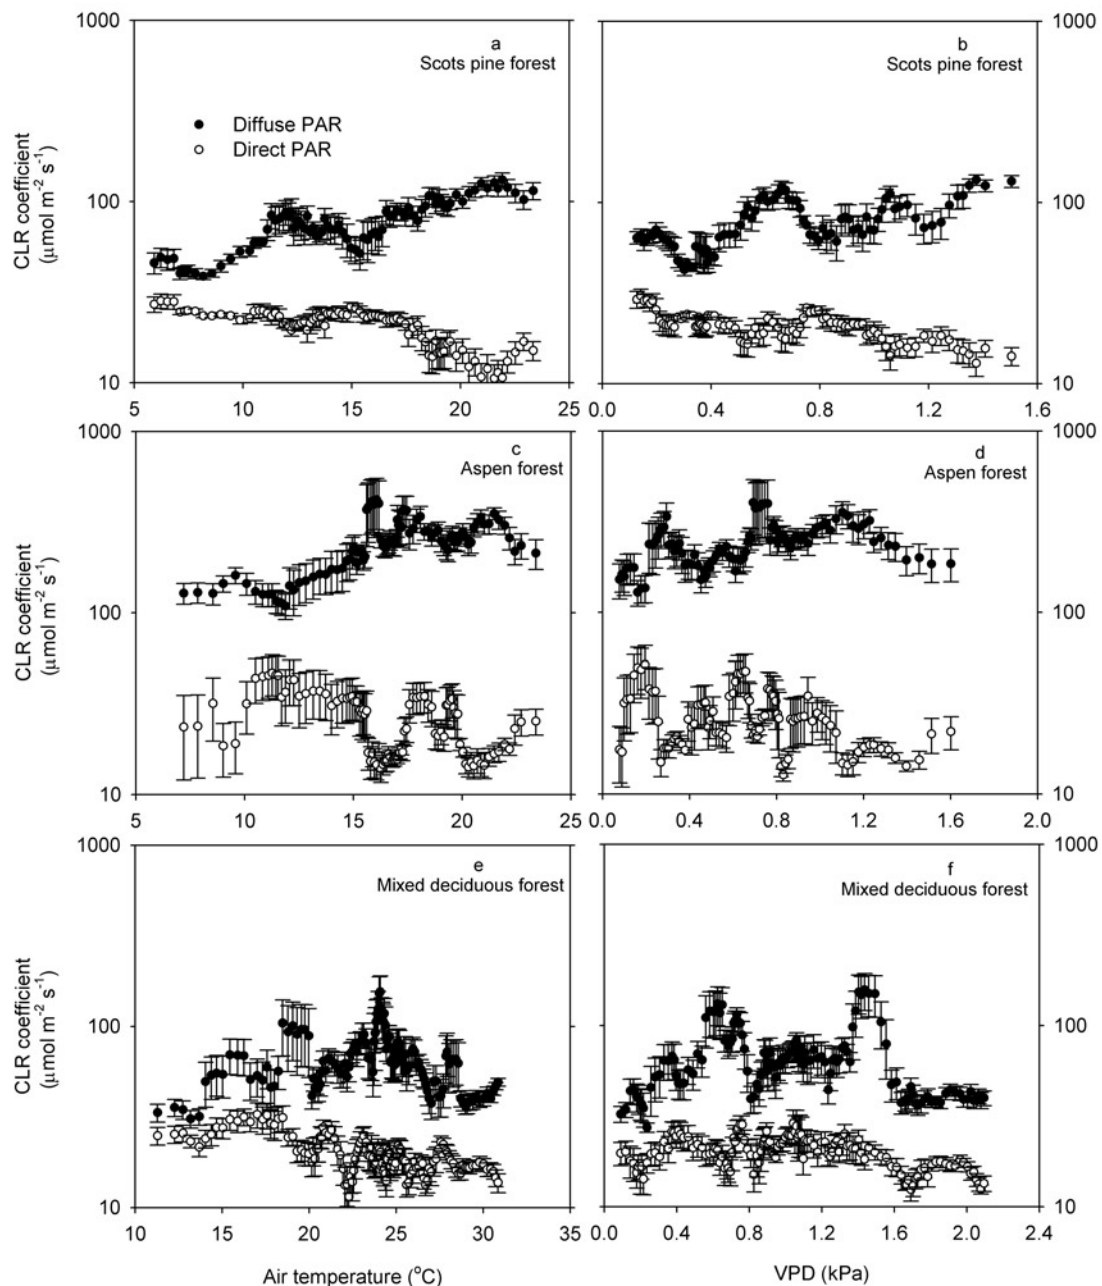 1000
a
Scots pine forest
Diffuse PAR
Direct PAR
100
10
CLR coefficient
(μmol m⁻² s⁻¹)
5 10 15 20 25
b
Scots pine forest
1000
100
10
0.0 0.4 0.8 1.2 1.6
1000
c
Aspen forest
100
10
CLR coefficient
(μmol m⁻² s⁻¹)
5 10 15 20 25
d
Aspen forest
1000
100
10
0.0 0.4 0.8 1.2 1.6 2.0
1000
e
Mixed deciduous forest
100
10
CLR coefficient
(μmol m⁻² s⁻¹)
10 15 20 25 30 35
Air temperature (°C)
f
Mixed deciduous forest
1000
100
10
0.0 0.4 0.8 1.2 1.6 2.0 2.4
VPD (kPa)